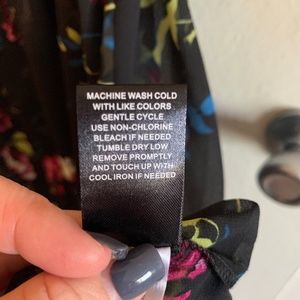 MACHINE WASH COLD
WITH LIKE COLORS
GENTLE CYCLE
USE NON-CHLORINE
BLEACH IF NEEDED
TUMBLE DRY LOW
REMOVE PROMPTLY
AND TOUCH UP WITH
COOL IRON IF NEEDED